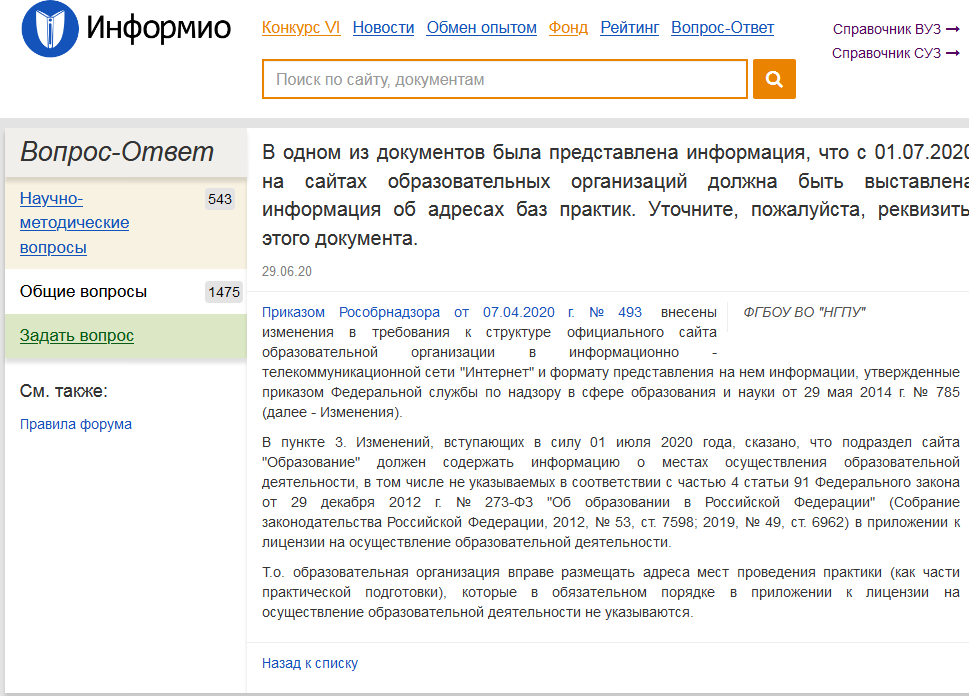 Информио
Конкурс VI Новости Обмен опытом Фонд Рейтинг Вопрос-Ответ
Справочник ВУЗ →
Справочник СУЗ →
Поиск по сайту, документам
Вопрос-Ответ
Научно-
методические
вопросы
543
Общие вопросы 1475
Задать вопрос
См. также:
Правила форума
В одном из документов была представлена информация, что с 01.07.2020
на сайтах образовательных организаций должна быть выставлена
информация об адресах баз практик. Уточните, пожалуйста, реквизиты
этого документа.
29.06.20
ФГБОУ ВО "НГПУ"
Приказом Рособрнадзора от 07.04.2020 г. № 493 внесены
изменения в требования к структуре официального сайта
образовательной организации в информационно -
телекоммуникационной сети "Интернет" и формату представления на нем информации, утвержденные
приказом Федеральной службы по надзору в сфере образования и науки от 29 мая 2014 г. № 785
(далее - Изменения).
В пункте 3. Изменений, вступающих в силу 01 июля 2020 года, сказано, что подраздел сайта
"Образование" должен содержать информацию о местах осуществления образовательной
деятельности, в том числе не указываемых в соответствии с частью 4 статьи 91 Федерального закона
от 29 декабря 2012 г. № 273-ФЗ "Об образовании в Российской Федерации" (Собрание
законодательства Российской Федерации, 2012, № 53, ст. 7598; 2019, № 49, ст. 6962) в приложении к
лицензии на осуществление образовательной деятельности.
Т.о. образовательная организация вправе размещать адреса мест проведения практики (как части
практической подготовки), которые в обязательном порядке в приложении к лицензии на
осуществление образовательной деятельности не указываются.
Назад к списку